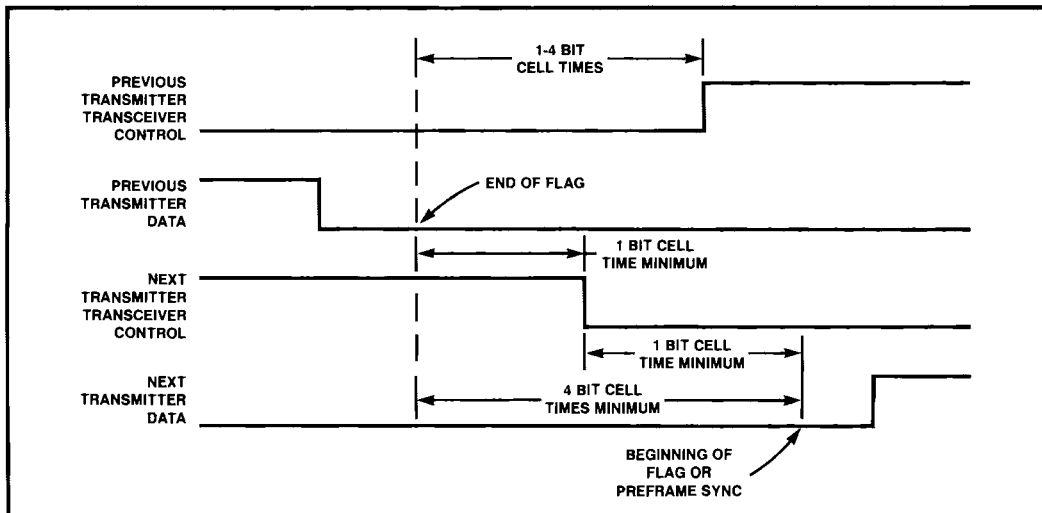 1-4 BIT
CELL TIMES
PREVIOUS
TRANSMITTER
TRANSCEIVER
CONTROL
PREVIOUS
TRANSMITTER
DATA
END OF FLAG
1 BIT CELL
TIME MINIMUM
NEXT
TRANSMITTER
TRANSCEIVER
CONTROL
1 BIT CELL
TIME MINIMUM
NEXT
TRANSMITTER
DATA
4 BIT CELL
TIMES MINIMUM
BEGINNING OF
FLAG OR
PREFRAME SYNC